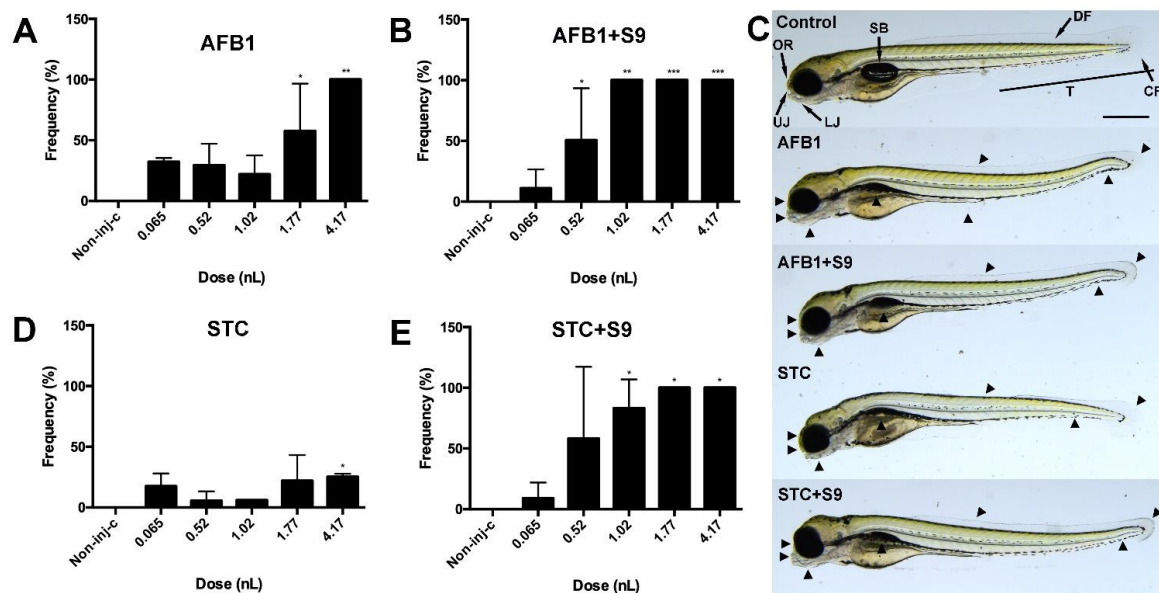 A
AFB1
Frequency (%)
150
100
50
0
* **
Non-inj-c 0.065 0.52 1.02 1.77 4.17
Dose (nL)
B
AFB1+S9
Frequency (%)
150
100
50
0
* ** *** ***
Non-inj-c 0.065 0.52 1.02 1.77 4.17
Dose (nL)
C
Control
OR
SB
DF
UJ
LJ
T
AFB1
AFB1+S9
STC
STC+S9
D
STC
Frequency (%)
150
100
50
0
*
Non-inj-c 0.065 0.52 1.02 1.77 4.17
Dose (nL)
E
STC+S9
Frequency (%)
150
100
50
0
* * *
Non-inj-c 0.065 0.52 1.02 1.77 4.17
Dose (nL)